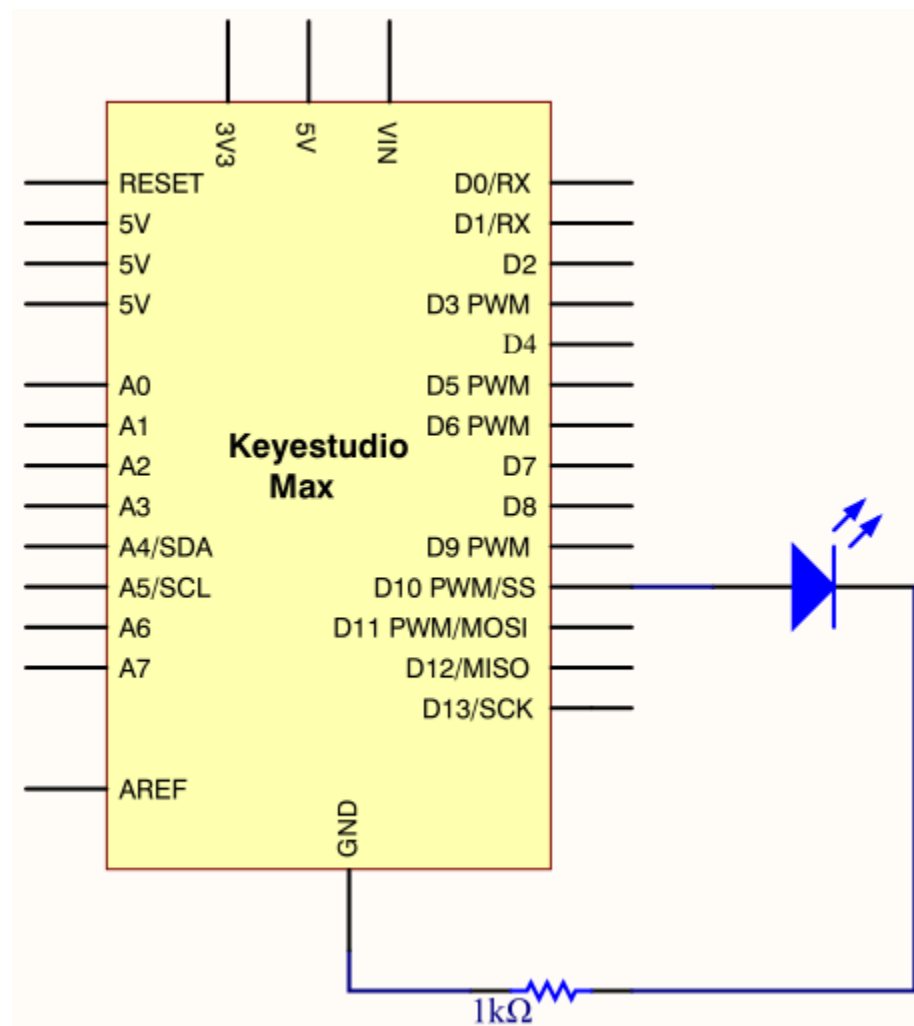 3V3
5V
VIN
RESET
D0/RX
5V
D1/RX
5V
D2
5V
D3 PWM
D4
A0
D5 PWM
A1
D6 PWM
Keyestudio
Max
A2
D7
A3
D8
A4/SDA
D9 PWM
A5/SCL
D10 PWM/SS
A6
D11 PWM/MOSI
A7
D12/MISO
D13/SCK
AREF
GND
1kΩ